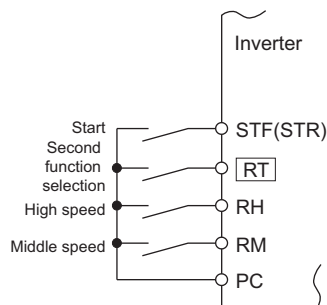 Inverter
Start
STF(STR)
Second
function
selection
RT
High speed
RH
Middle speed
RM
PC